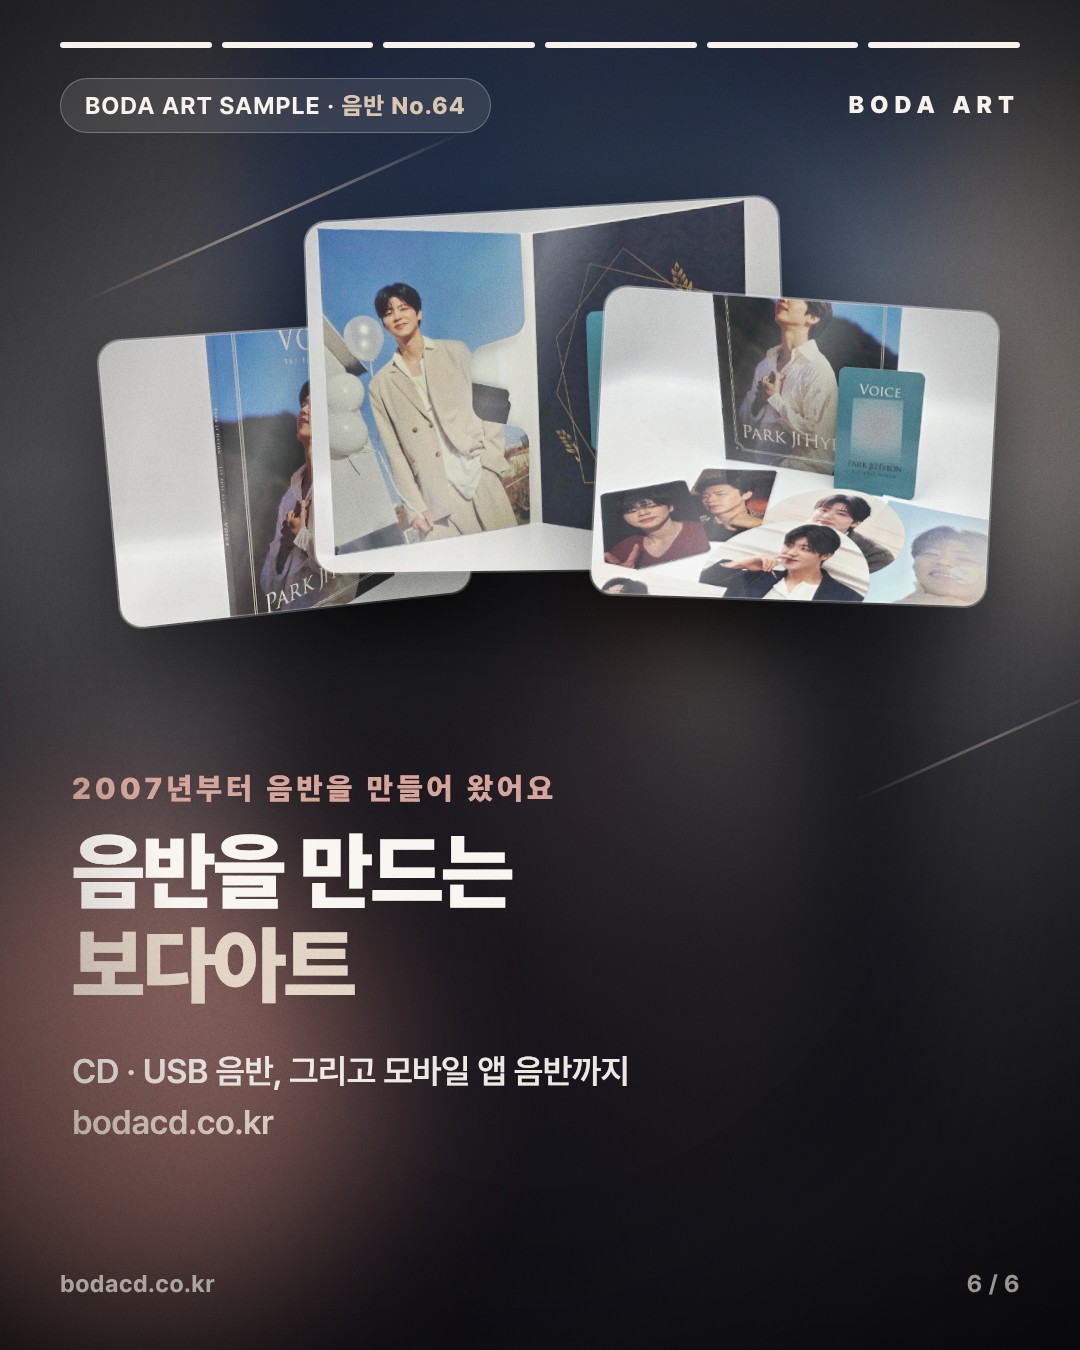 BODA ART SAMPLE · 음반 No.64
BODA ART
VOICE
PARK JI HYEON
PARK JI
2007년부터 음반을 만들어 왔어요
음반을 만드는
보다아트
CD · USB 음반, 그리고 모바일 앱 음반까지
bodacd.co.kr
bodacd.co.kr
6 / 6